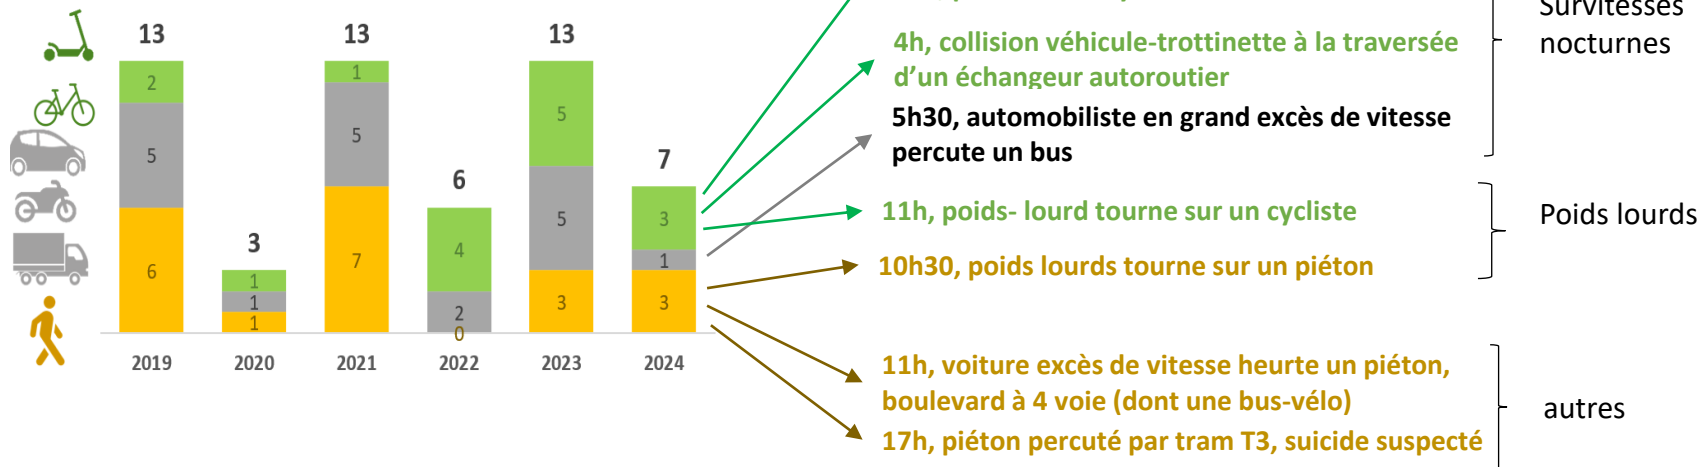 Survitesses
nocturnes
4h, collision véhicule-trottinette à la traversée
d'un échangeur autoroutier
5h30, automobiliste en grand excès de vitesse
percute un bus
11h, poids- lourd tourne sur un cycliste
10h30, poids lourds tourne sur un piéton
Poids lourds
11h, voiture excès de vitesse heurte un piéton,
boulevard à 4 voie (dont une bus-vélo)
17h, piéton percuté par tram T3, suicide suspecté
autres
13
2
5
6
3
1
1
1
13
1
5
7
6
4
2
0
13
5
5
3
7
3
1
3
2019
2020
2021
2022
2023
2024